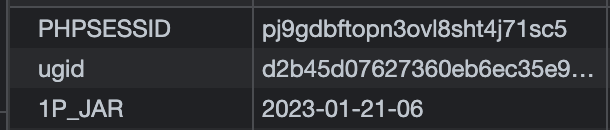 PHPSESSID pj9gdbftopn3ovl8sht4j71sc5
ugid d2b45d07627360eb6ec35e9…
1P_JAR 2023-01-21-06